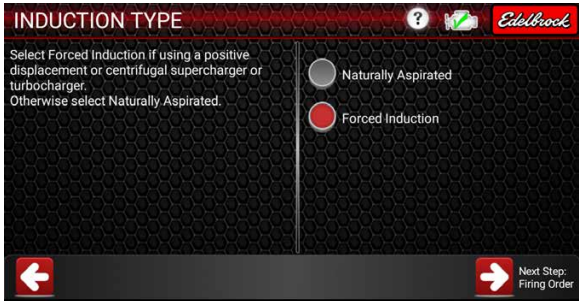 INDUCTION TYPE
?
Edelbrock
Select Forced Induction if using a positive
displacement or centrifugal supercharger or
turbocharger.
Otherwise select Naturally Aspirated.
Naturally Aspirated
Forced Induction
Next Step:
Firing Order